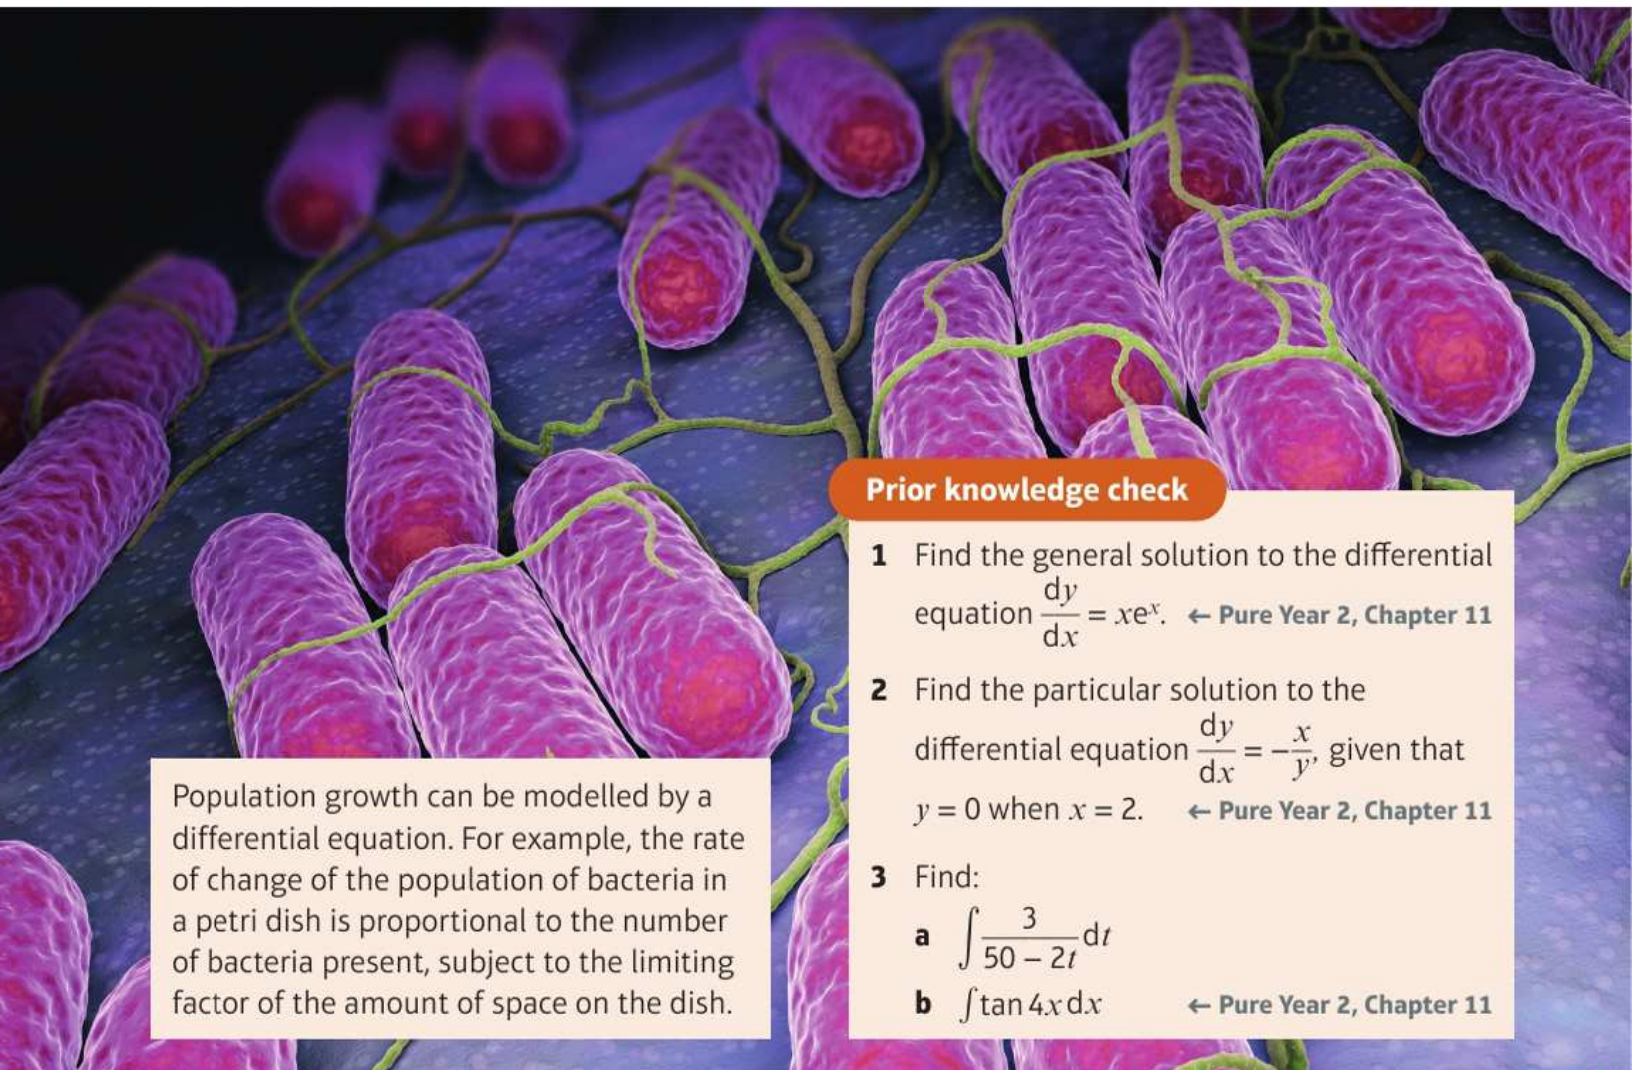 Population growth can be modelled by a
differential equation. For example, the rate
of change of the population of bacteria in
a petri dish is proportional to the number
of bacteria present, subject to the limiting
factor of the amount of space on the dish.
Prior knowledge check
1 Find the general solution to the differential
equation dy/dx = xeˣ. ← Pure Year 2, Chapter 11
2 Find the particular solution to the
differential equation dy/dx = −x/y, given that
y = 0 when x = 2. ← Pure Year 2, Chapter 11
3 Find:
a ∫ 3/(50 − 2t) dt
b ∫ tan 4x dx ← Pure Year 2, Chapter 11